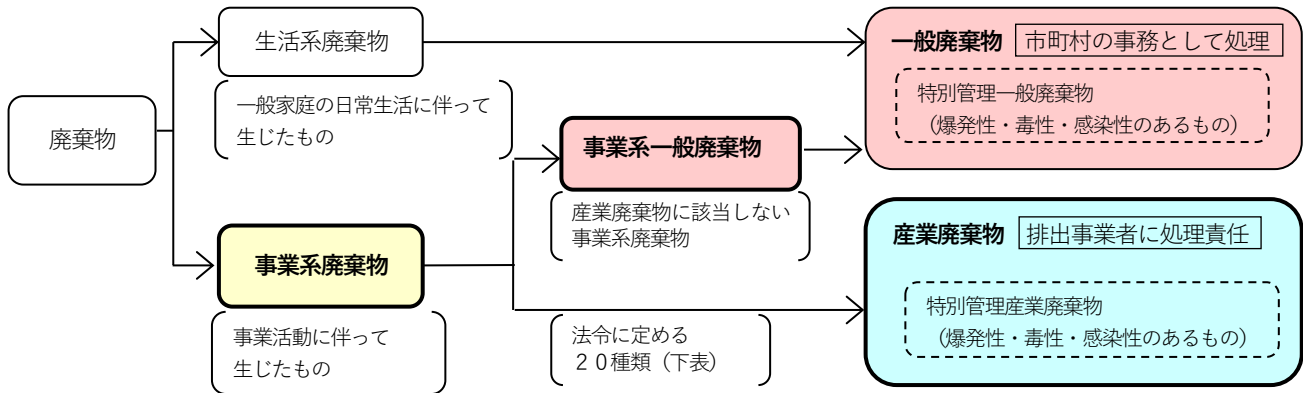 廃棄物
生活系廃棄物
一般家庭の日常生活に伴って
生じたもの
事業系廃棄物
事業活動に伴って
生じたもの
事業系一般廃棄物
産業廃棄物に該当しない
事業系廃棄物
法令に定める
２０種類（下表）
一般廃棄物 市町村の事務として処理
特別管理一般廃棄物
（爆発性・毒性・感染性のあるもの）
産業廃棄物 排出事業者に処理責任
特別管理産業廃棄物
（爆発性・毒性・感染性のあるもの）